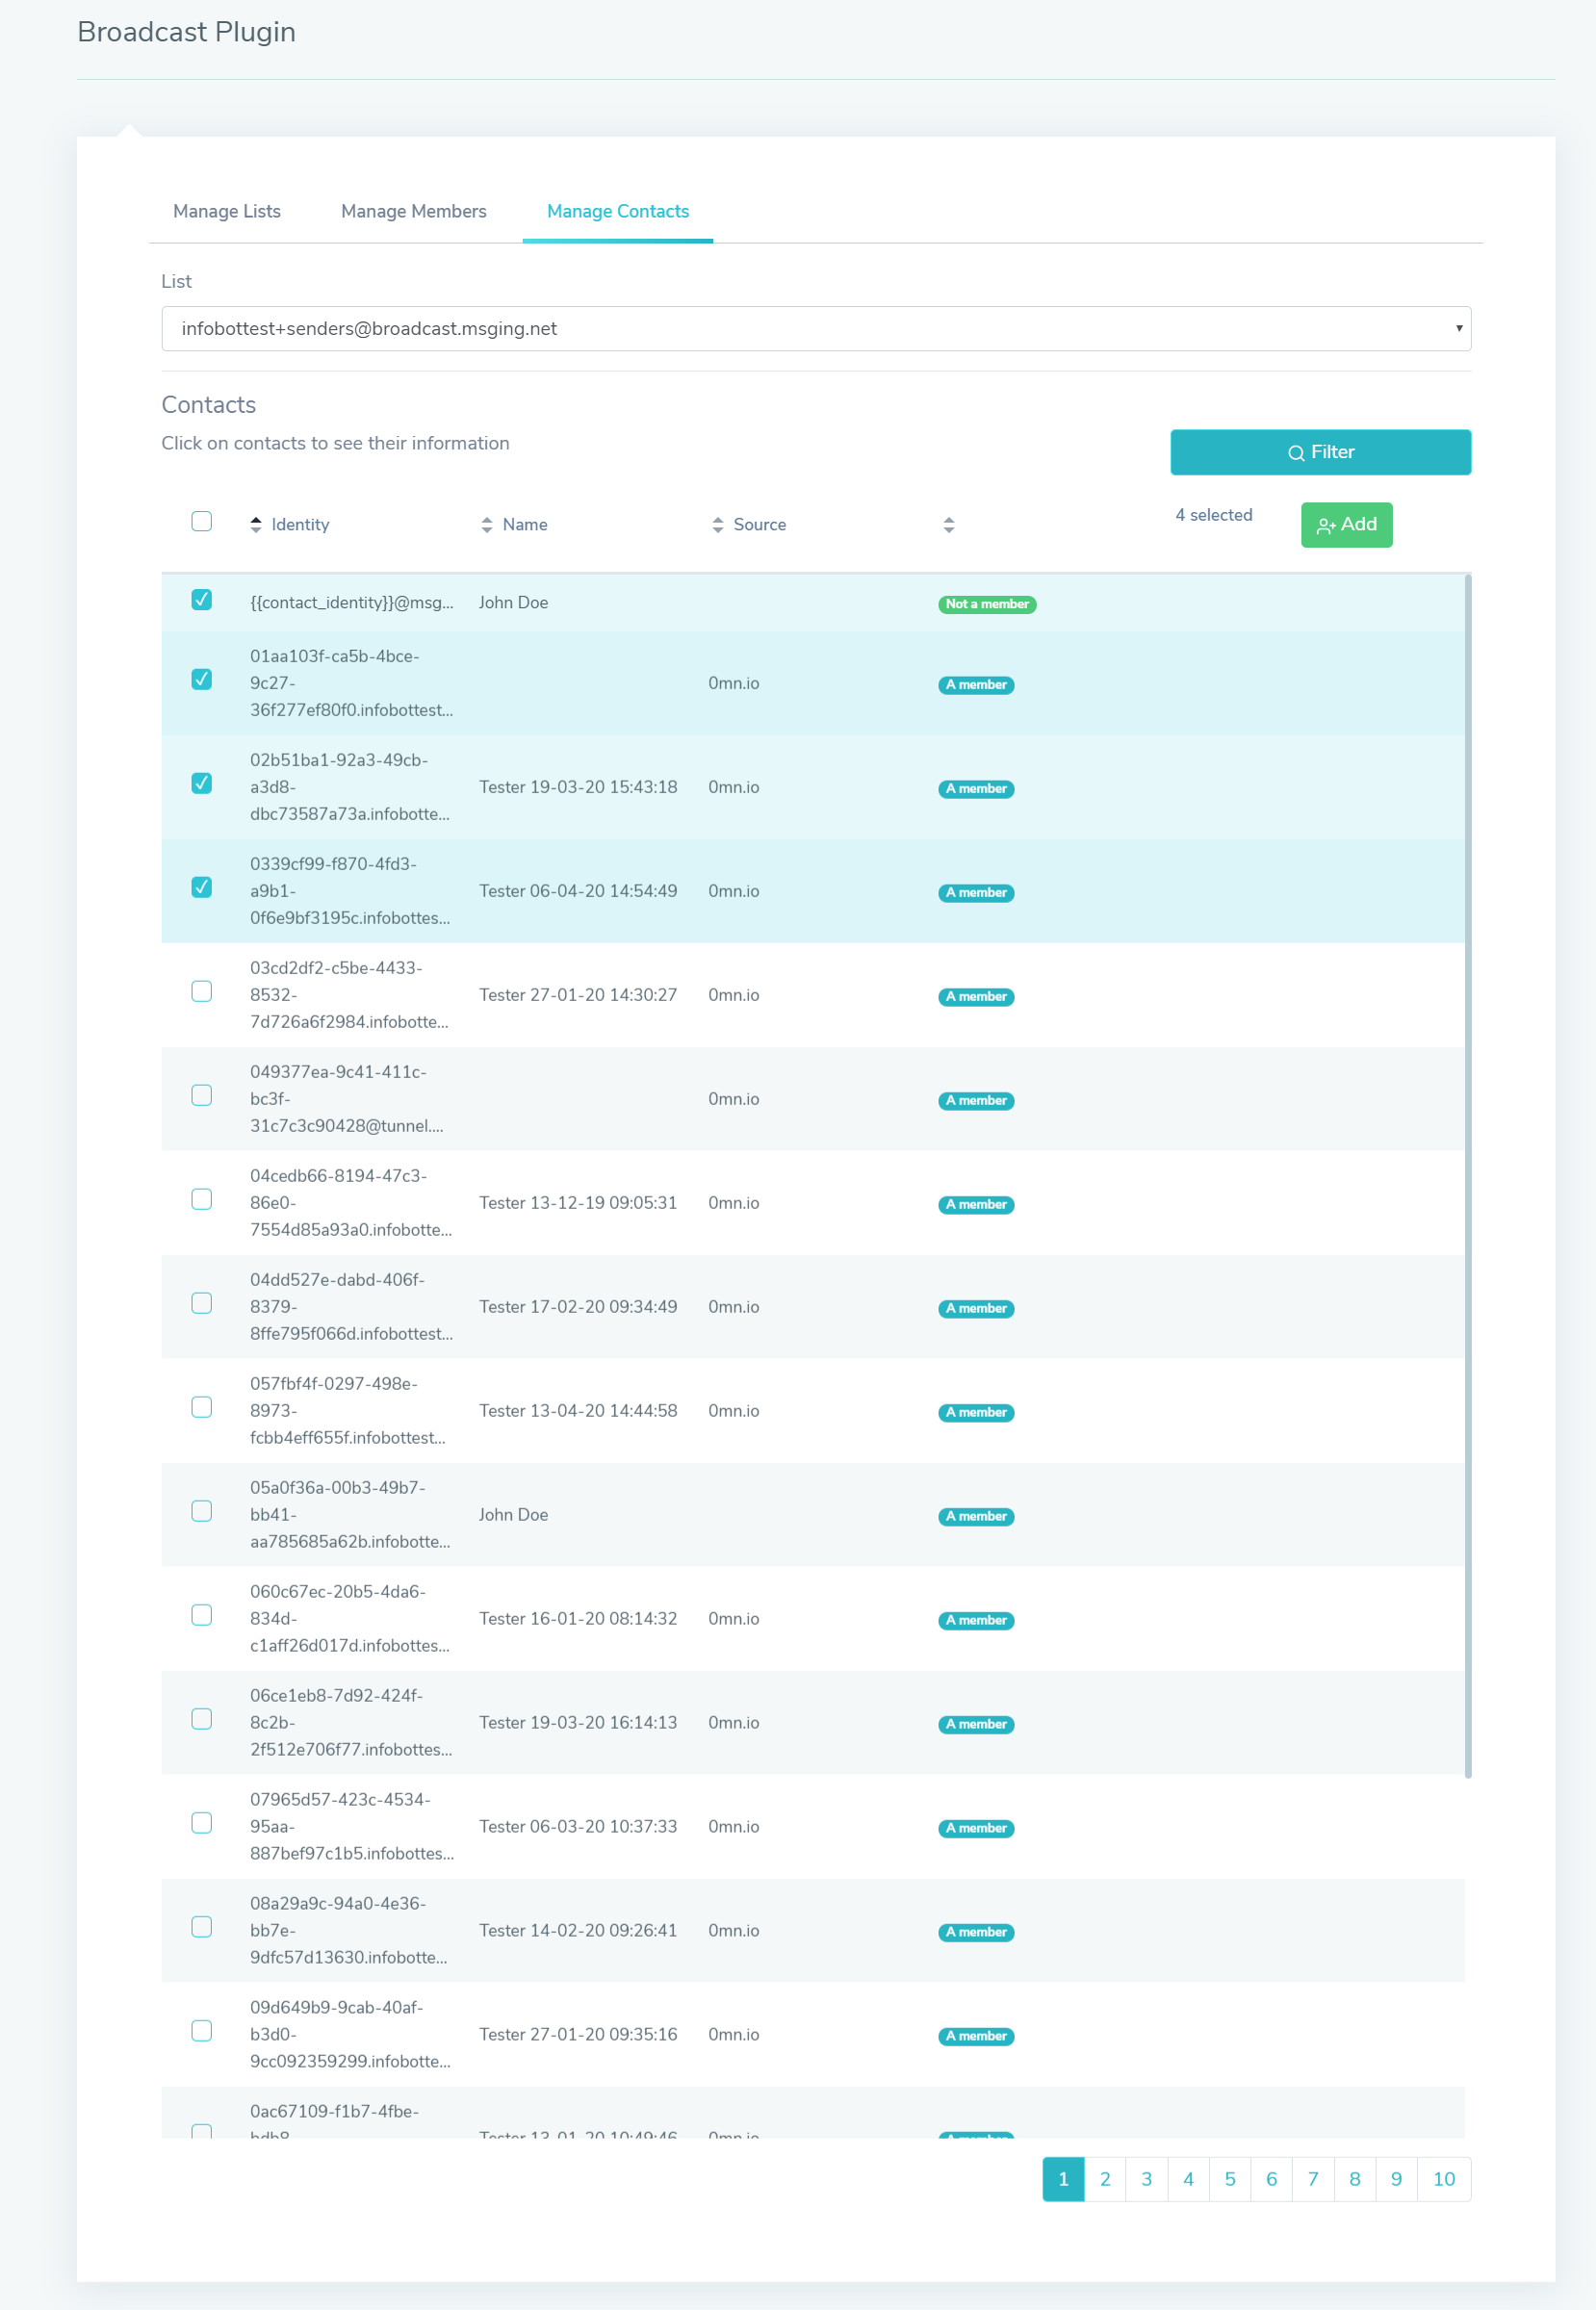 Broadcast Plugin
Manage Lists Manage Members Manage Contacts
List
infobottest+senders@broadcast.msging.net
Contacts
Click on contacts to see their information
Filter
Identity Name Source 4 selected Add
{{contact_identity}}@msg... John Doe Not a member
01aa103f-ca5b-4bce-
9c27- 0mn.io A member
36f277ef80f0.infobottest...
02b51ba1-92a3-49cb-
a3d8- Tester 19-03-20 15:43:18 0mn.io A member
dbc73587a73a.infobotte...
0339cf99-f870-4fd3-
a9b1- Tester 06-04-20 14:54:49 0mn.io A member
0f6e9bf3195c.infobottes...
03cd2df2-c5be-4433-
8532- Tester 27-01-20 14:30:27 0mn.io A member
7d726a6f2984.infobotte...
049377ea-9c41-411c-
bc3f- 0mn.io A member
31c7c3c90428@tunnel....
04cedb66-8194-47c3-
86e0- Tester 13-12-19 09:05:31 0mn.io A member
7554d85a93a0.infobotte...
04dd527e-dabd-406f-
8379- Tester 17-02-20 09:34:49 0mn.io A member
8ffe795f066d.infobottest...
057fbf4f-0297-498e-
8973- Tester 13-04-20 14:44:58 0mn.io A member
fcbb4eff655f.infobottest...
05a0f36a-00b3-49b7-
bb41- John Doe A member
aa785685a62b.infobotte...
060c67ec-20b5-4da6-
834d- Tester 16-01-20 08:14:32 0mn.io A member
c1aff26d017d.infobottes...
06ce1eb8-7d92-424f-
8c2b- Tester 19-03-20 16:14:13 0mn.io A member
2f512e706f77.infobottes...
07965d57-423c-4534-
95aa- Tester 06-03-20 10:37:33 0mn.io A member
887bef97c1b5.infobottes...
08a29a9c-94a0-4e36-
bb7e- Tester 14-02-20 09:26:41 0mn.io A member
9dfc57d13630.infobotte...
09d649b9-9cab-40af-
b3d0- Tester 27-01-20 09:35:16 0mn.io A member
9cc092359299.infobotte...
0ac67109-f1b7-4fbe-
Tester 13-01-20 10:49:46 0mn.io
1 2 3 4 5 6 7 8 9 10